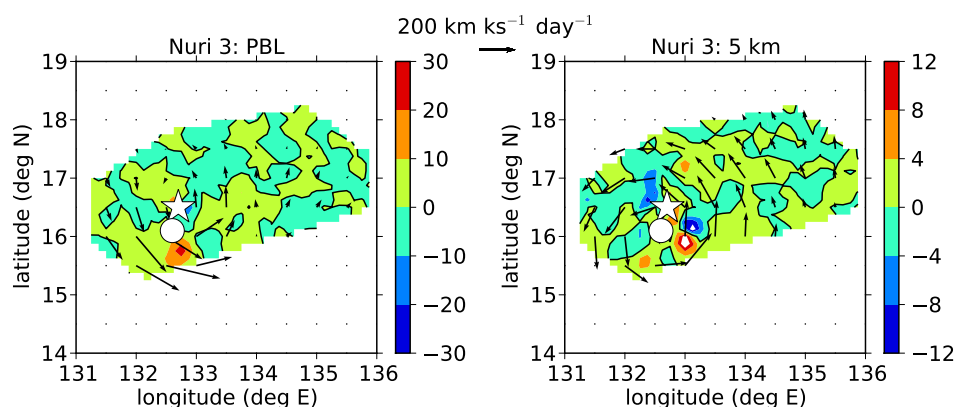 200 km ks⁻¹ day⁻¹
Nuri 3: PBL
Nuri 3: 5 km
19
18
17
16
15
14
latitude (deg N)
131 132 133 134 135 136
longitude (deg E)
30
20
10
0
−10
−20
−30
19
18
17
16
15
14
latitude (deg N)
131 132 133 134 135 136
longitude (deg E)
12
8
4
0
−4
−8
−12